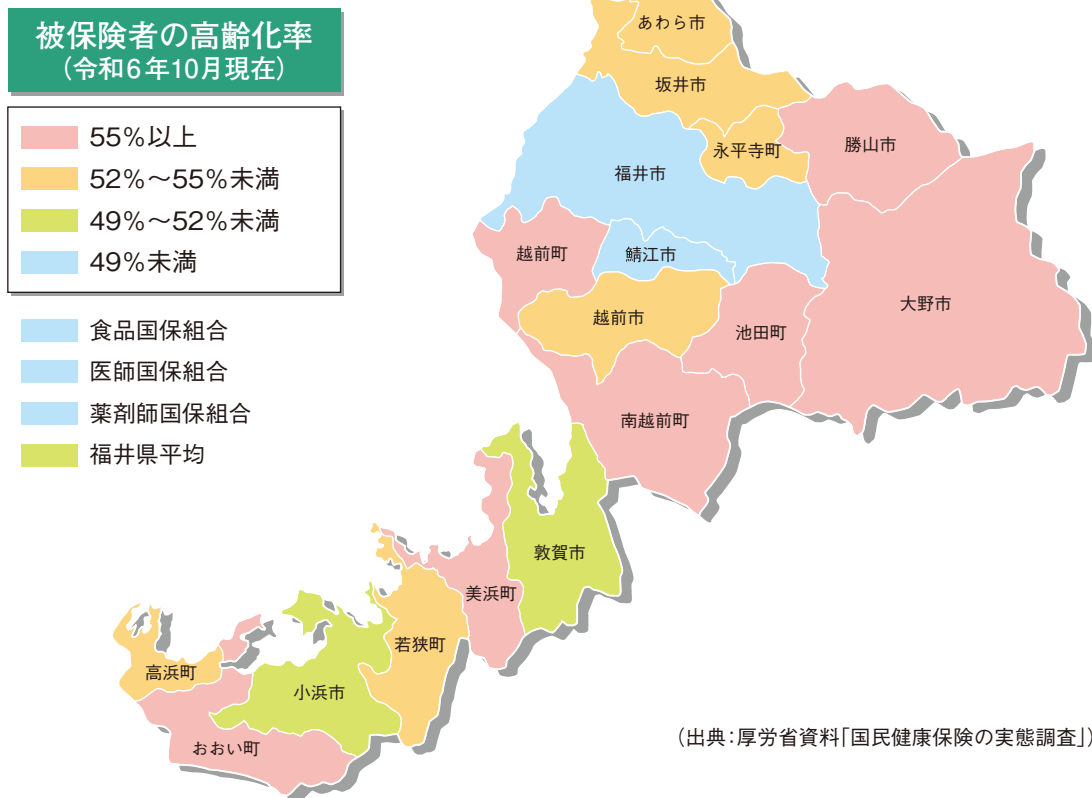 被保険者の高齢化率
(令和6年10月現在)
55%以上
52%～55%未満
49%～52%未満
49%未満
食品国保組合
医師国保組合
薬剤師国保組合
福井県平均
あわら市
坂井市
永平寺町
勝山市
福井市
越前町
鯖江市
大野市
越前市
池田町
南越前町
敦賀市
美浜町
若狭町
高浜町
小浜市
おおい町
(出典:厚労省資料「国民健康保険の実態調査」)